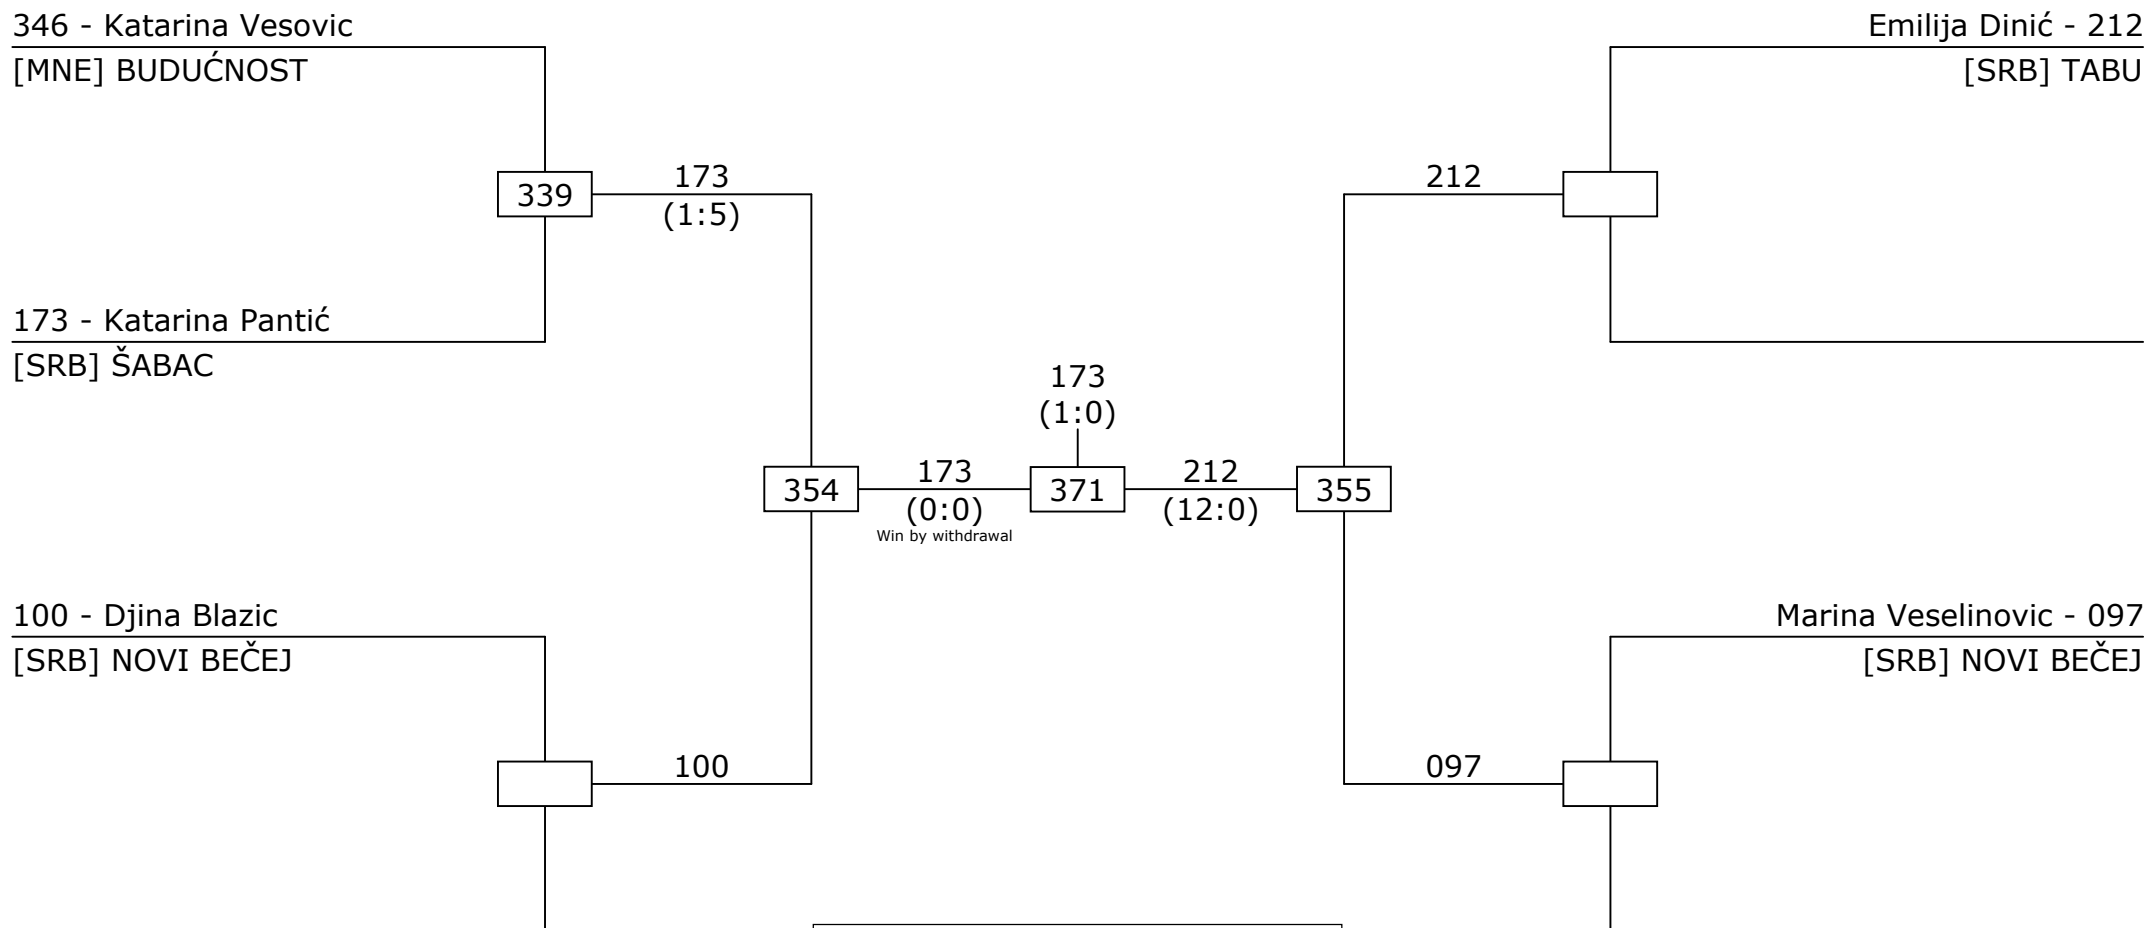 346 - Katarina Vesovic
[MNE] BUDUĆNOST
Emilija Dinić - 212
[SRB] TABU
339
173
(1:5)
212
173 - Katarina Pantić
[SRB] ŠABAC
173
(1:0)
354
173
(0:0)
Win by withdrawal
371
212
(12:0)
355
100 - Djina Blazic
[SRB] NOVI BEČEJ
Marina Veselinovic - 097
[SRB] NOVI BEČEJ
100
097